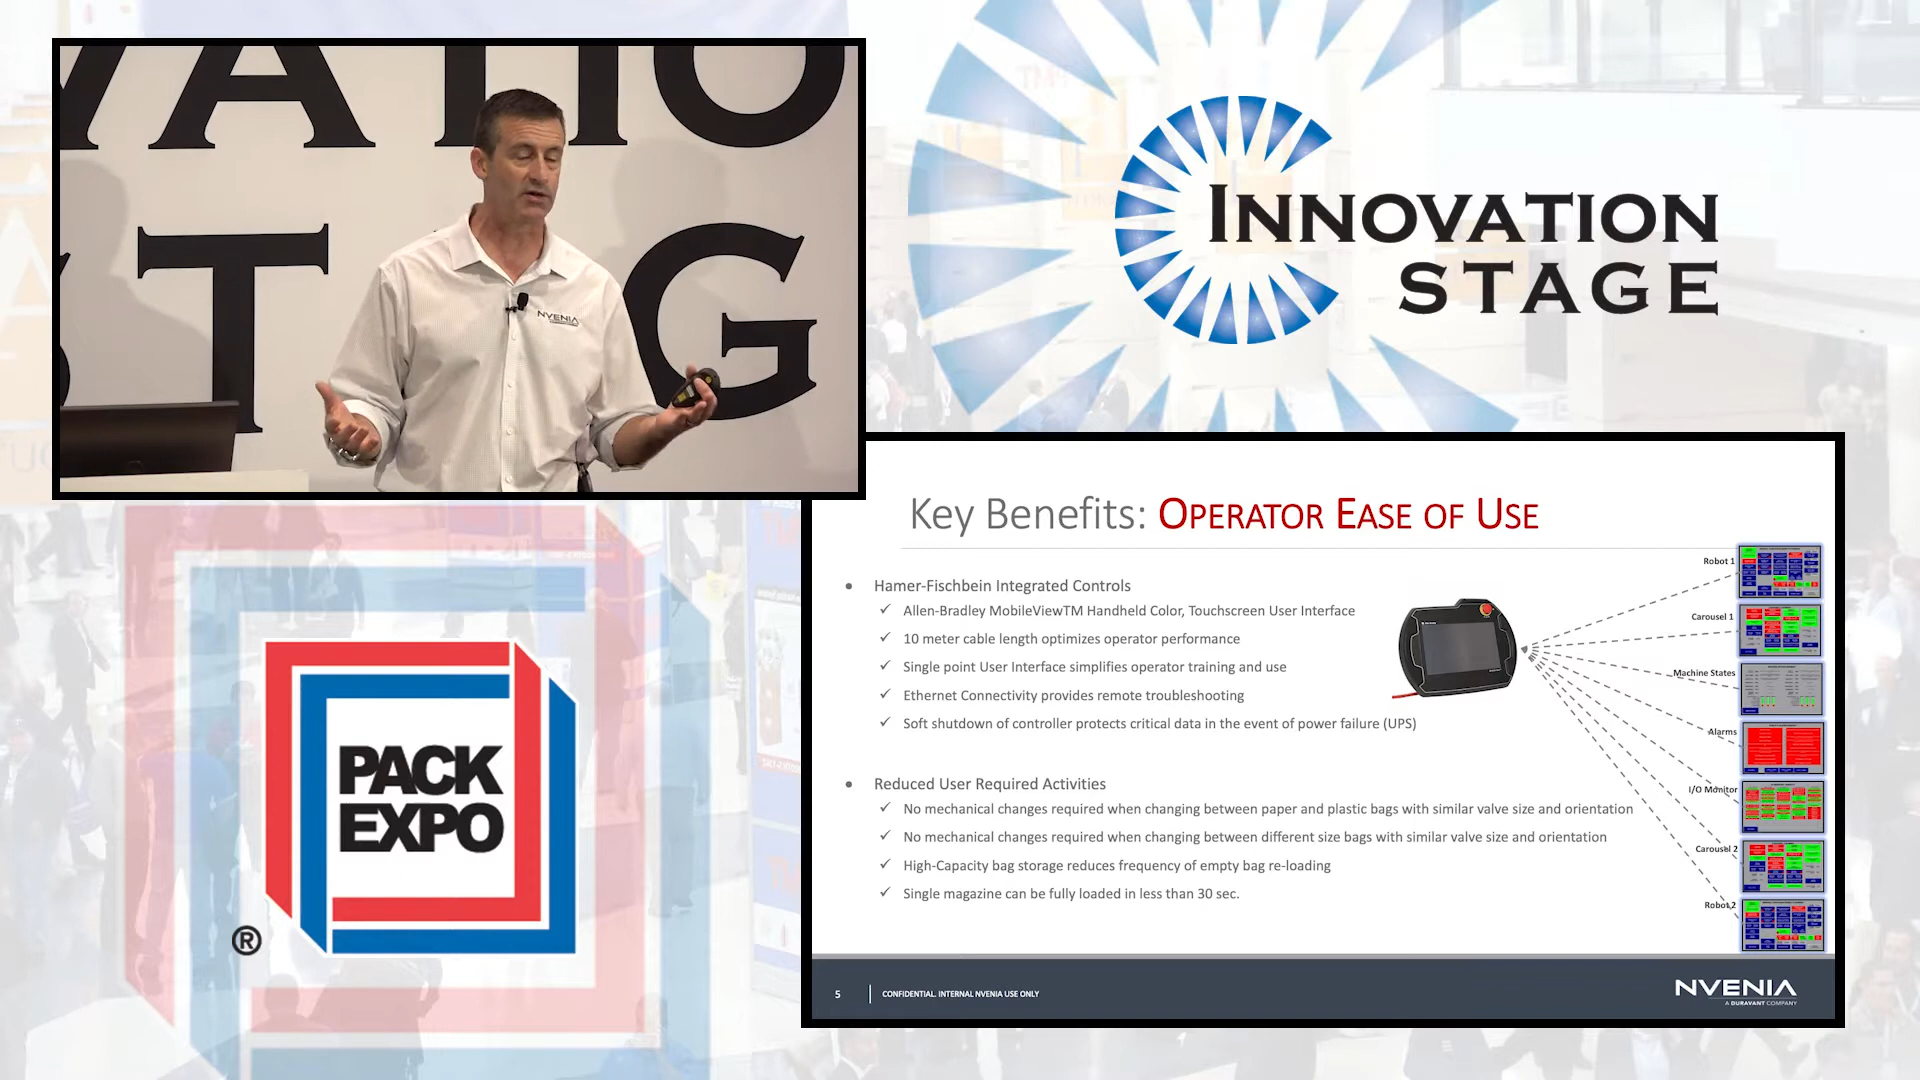 VATIO
STAG
NVENIA
INNOVATION
STAGE
PACK
EXPO
®
Key Benefits: OPERATOR EASE OF USE
• Hamer-Fischbein Integrated Controls
✓ Allen-Bradley MobileViewTM Handheld Color, Touchscreen User Interface
✓ 10 meter cable length optimizes operator performance
✓ Single point User Interface simplifies operator training and use
✓ Ethernet Connectivity provides remote troubleshooting
✓ Soft shutdown of controller protects critical data in the event of power failure (UPS)
• Reduced User Required Activities
✓ No mechanical changes required when changing between paper and plastic bags with similar valve size and orientation
✓ No mechanical changes required when changing between different size bags with similar valve size and orientation
✓ High-Capacity bag storage reduces frequency of empty bag re-loading
✓ Single magazine can be fully loaded in less than 30 sec.
Robot 1
Carousel 1
Machine States
Alarms
I/O Monitor
Carousel 2
Robot 2
5
CONFIDENTIAL. INTERNAL NVENIA USE ONLY
NVENIA
A DURAVANT COMPANY